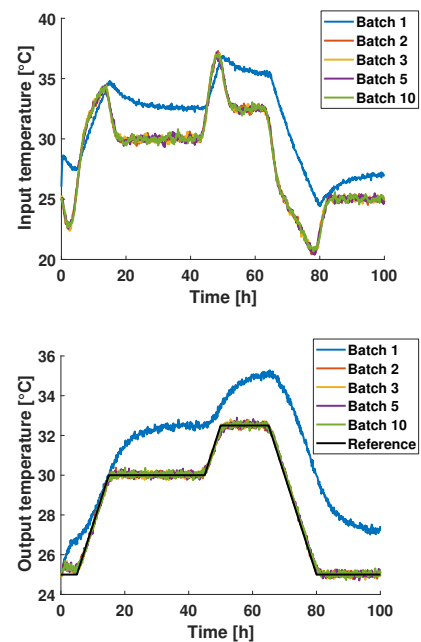 40
35
30
25
20
Input temperature [°C]
0
20
40
60
80
100
Time [h]
Batch 1
Batch 2
Batch 3
Batch 5
Batch 10
36
34
32
30
28
26
24
Output temperature [°C]
0
20
40
60
80
100
Time [h]
Batch 1
Batch 2
Batch 3
Batch 5
Batch 10
Reference